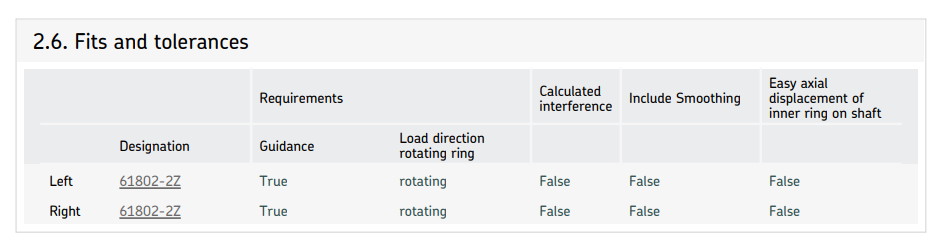 2.6. Fits and tolerances
Requirements Calculated interference Include Smoothing Easy axial displacement of inner ring on shaft
Designation Guidance Load direction rotating ring
Left 61802-2Z True rotating False False False
Right 61802-2Z True rotating False False False